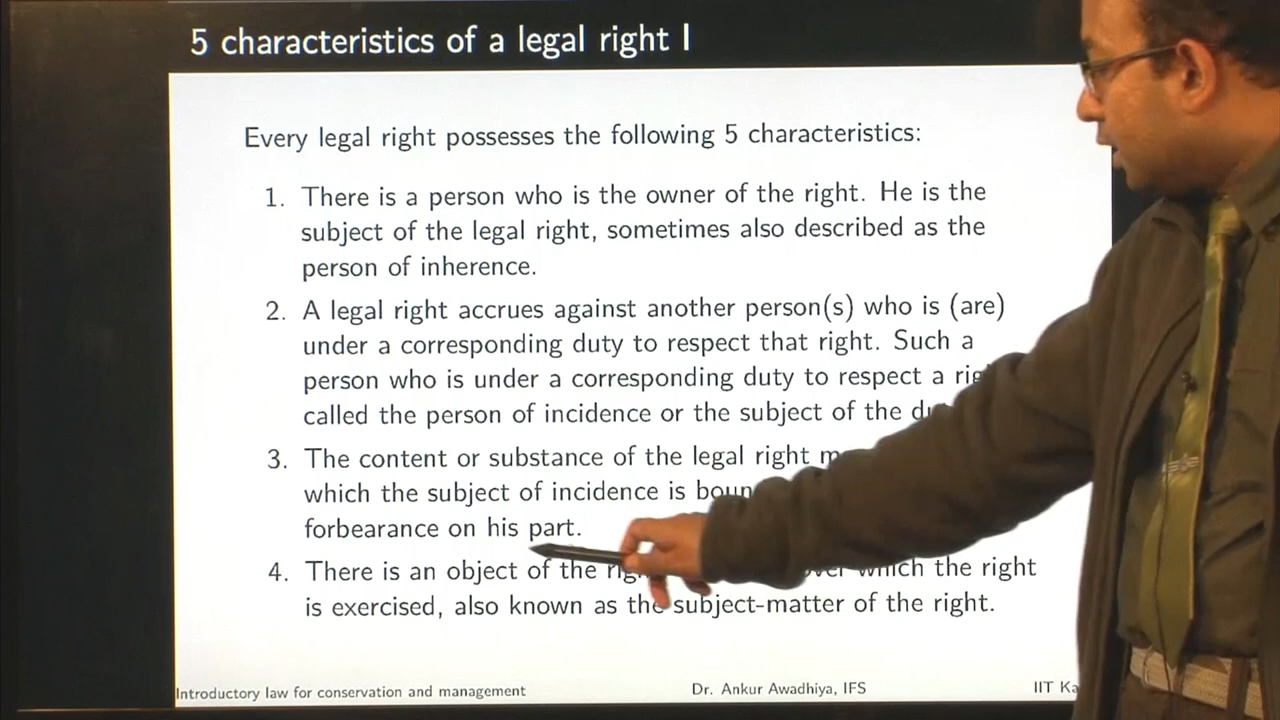 5 characteristics of a legal right I
Every legal right possesses the following 5 characteristics:
1. There is a person who is the owner of the right. He is the
subject of the legal right, sometimes also described as the
person of inherence.
2. A legal right accrues against another person(s) who is (are)
under a corresponding duty to respect that right. Such a
person who is under a corresponding duty to respect a
called the person of incidence or the subject of the
3. The content or substance of the legal right
which the subject of incidence is
forbearance on his part.
4. There is an object of the which the right
is exercised, also known as the subject-matter of the right.
Introductory law for conservation and management Dr. Ankur Awadhiya, IFS IIT